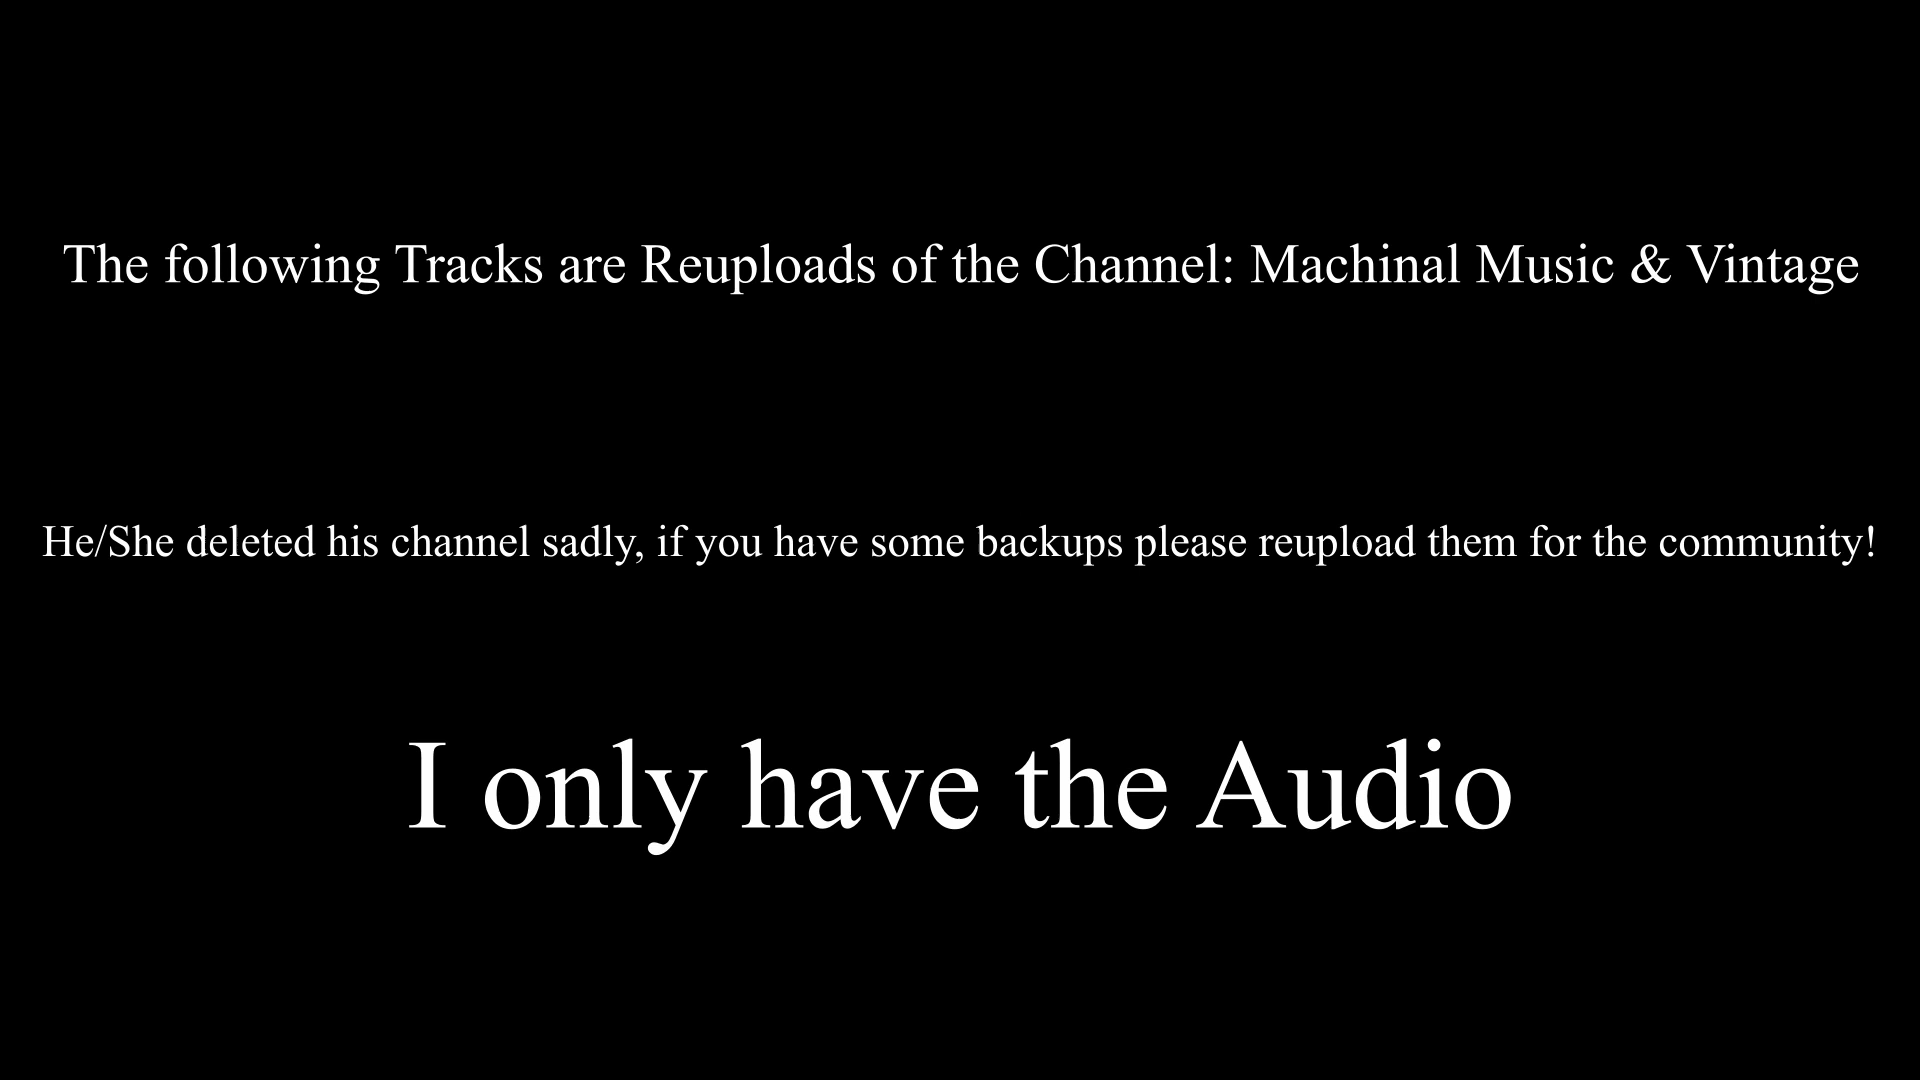 The following Tracks are Reuploads of the Channel: Machinal Music & Vintage
He/She deleted his channel sadly, if you have some backups please reupload them for the community!
I only have the Audio